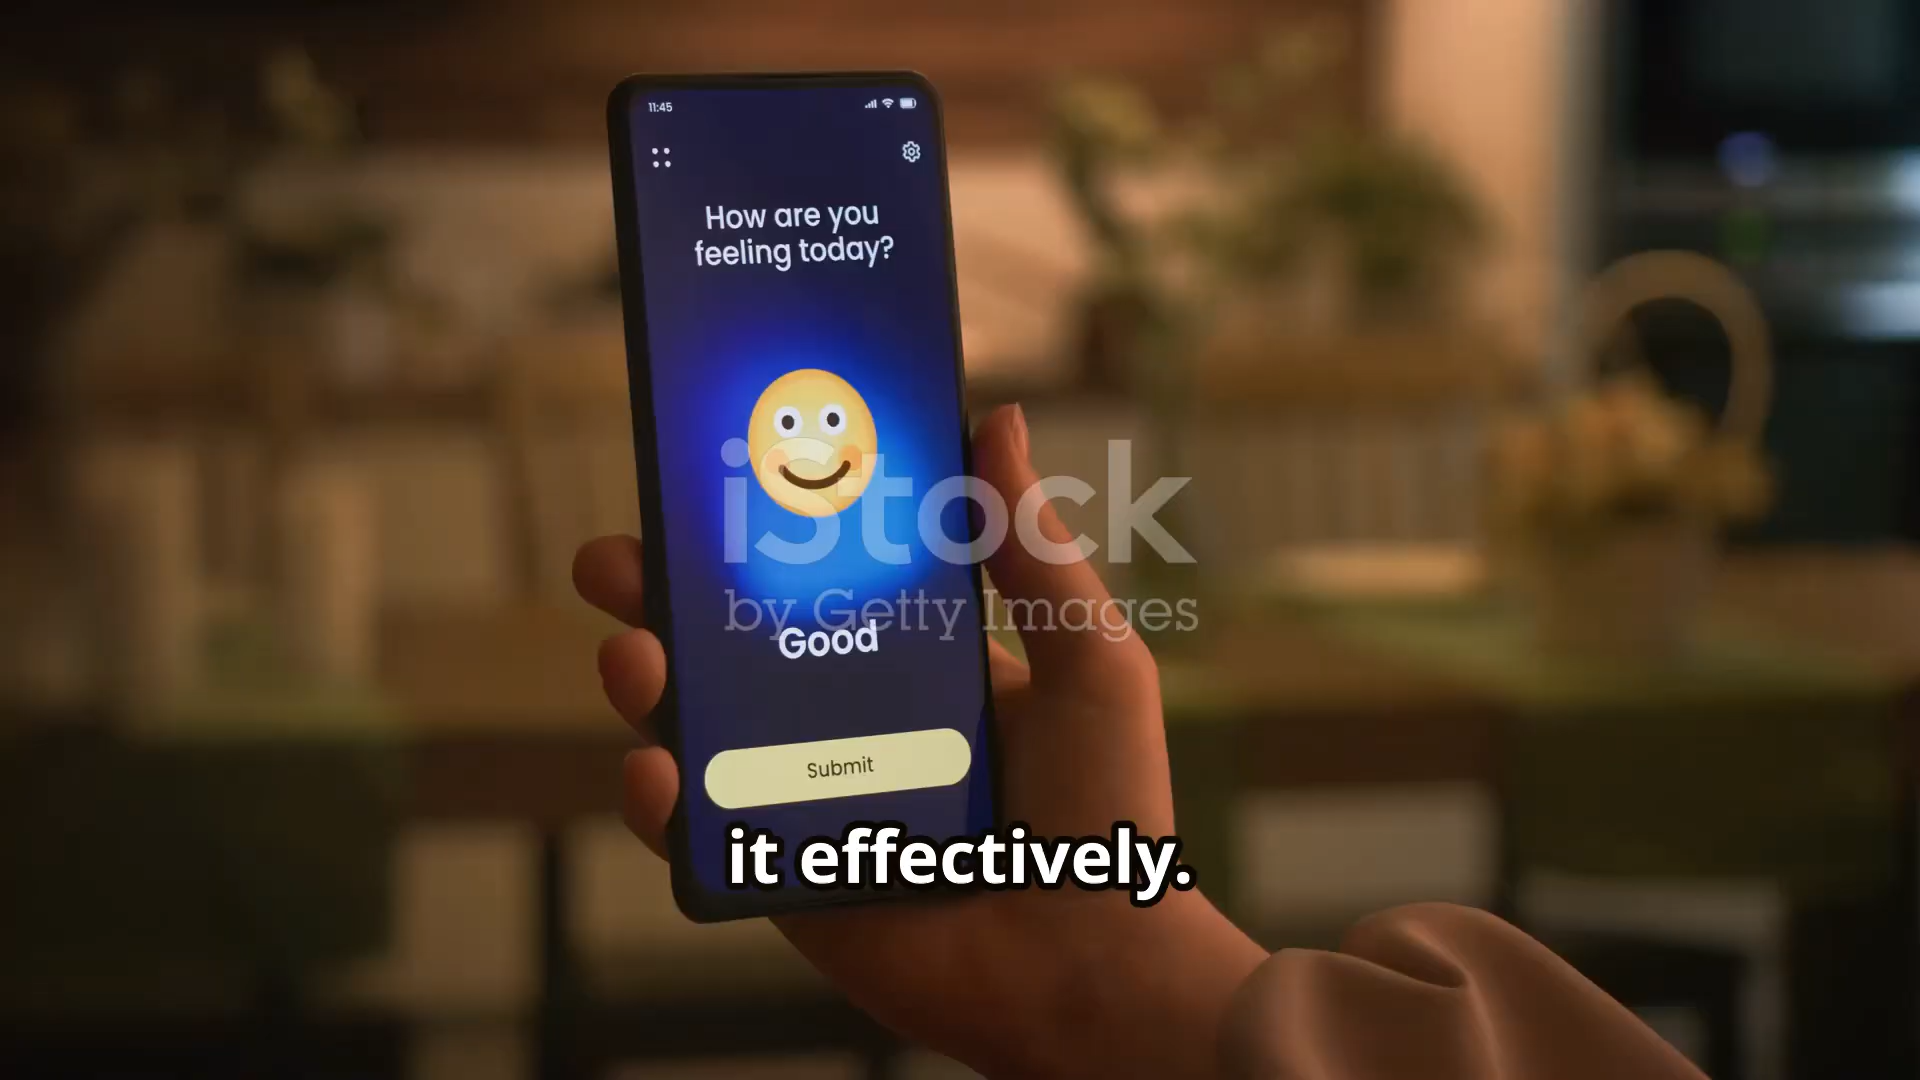 11:45
How are you
feeling today?
iStock
by Getty Images
Good
Submit
it effectively.